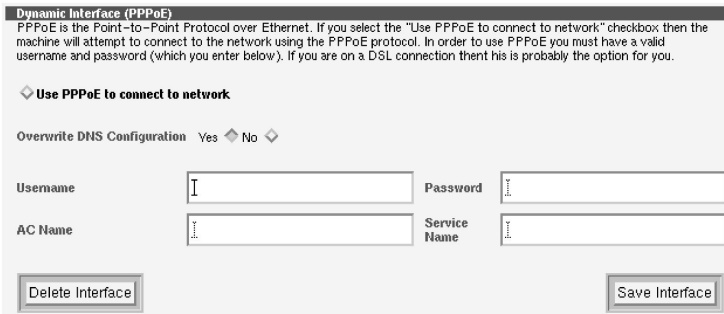 Dynamic Interface (PPPoE)
PPPoE is the Point-to-Point Protocol over Ethernet. If you select the "Use PPPoE to connect to network" checkbox then the
machine will attempt to connect to the network using the PPPoE protocol. In order to use PPPoE you must have a valid
username and password (which you enter below). If you are on a DSL connection thent his is probably the option for you.
Use PPPoE to connect to network
Overwrite DNS Configuration Yes No
Username Password
AC Name Service Name
Delete Interface Save Interface